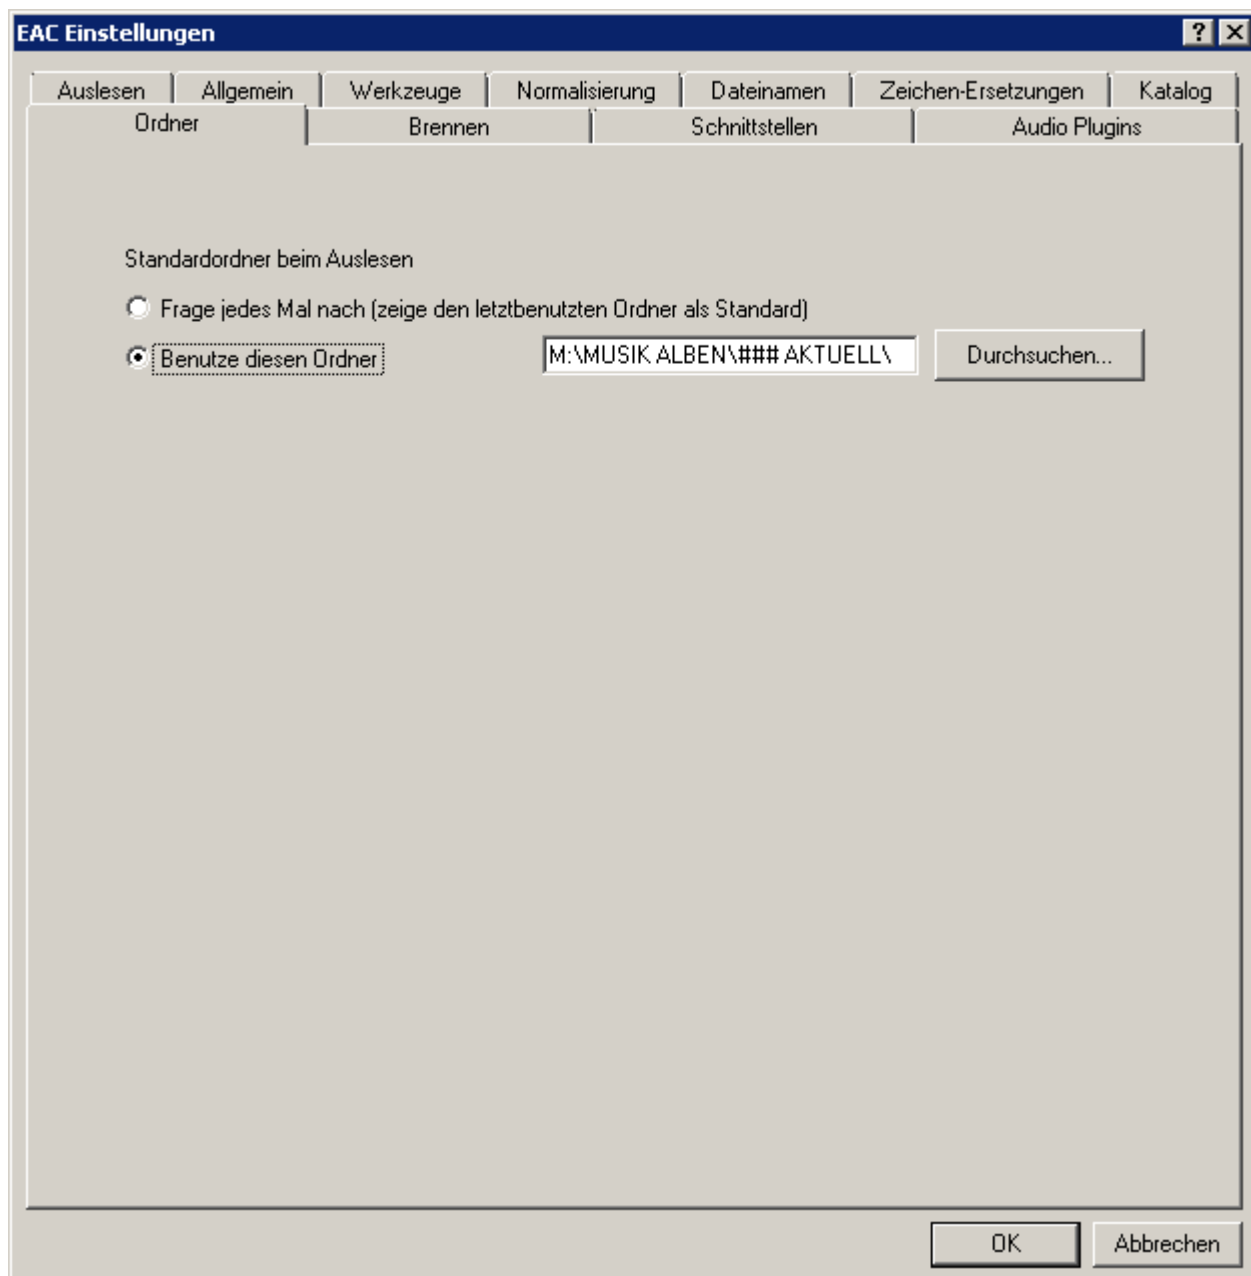 EAC Einstellungen
Auslesen Allgemein Werkzeuge Normalisierung Dateinamen Zeichen-Ersetzungen Katalog
Ordner Brennen Schnittstellen Audio Plugins
Standardordner beim Auslesen
Frage jedes Mal nach (zeige den letztbenutzten Ordner als Standard)
Benutze diesen Ordner M:\MUSIK ALBEN\### AKTUELL\ Durchsuchen...
OK Abbrechen